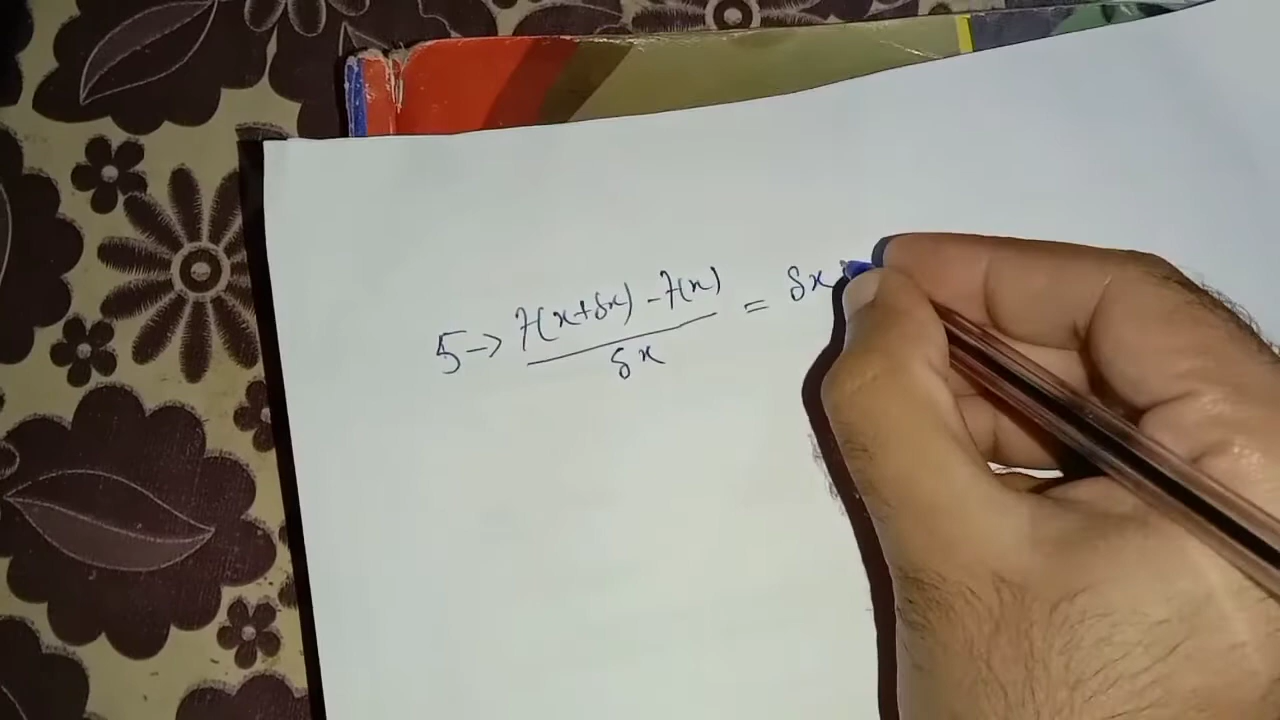 5 → f(x+δx) - f(x) / δx = δx